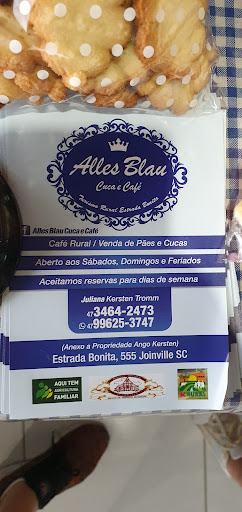 Alles Blau
Cuca e Café
Turismo Rural Estrada Bonita
Alles Blau Cuca e Café
Café Rural / Venda de Pães e Cucas
Aberto aos Sábados, Domingos e Feriados
Aceitamos reservas para dias de semana
Juliana Kersten Tromm
47 3464-2473
47 99625-3747
(Anexo a Propriedade Ango Kersten)
Estrada Bonita, 555 Joinville SC
AQUI TEM
AGRICULTURA
FAMILIAR